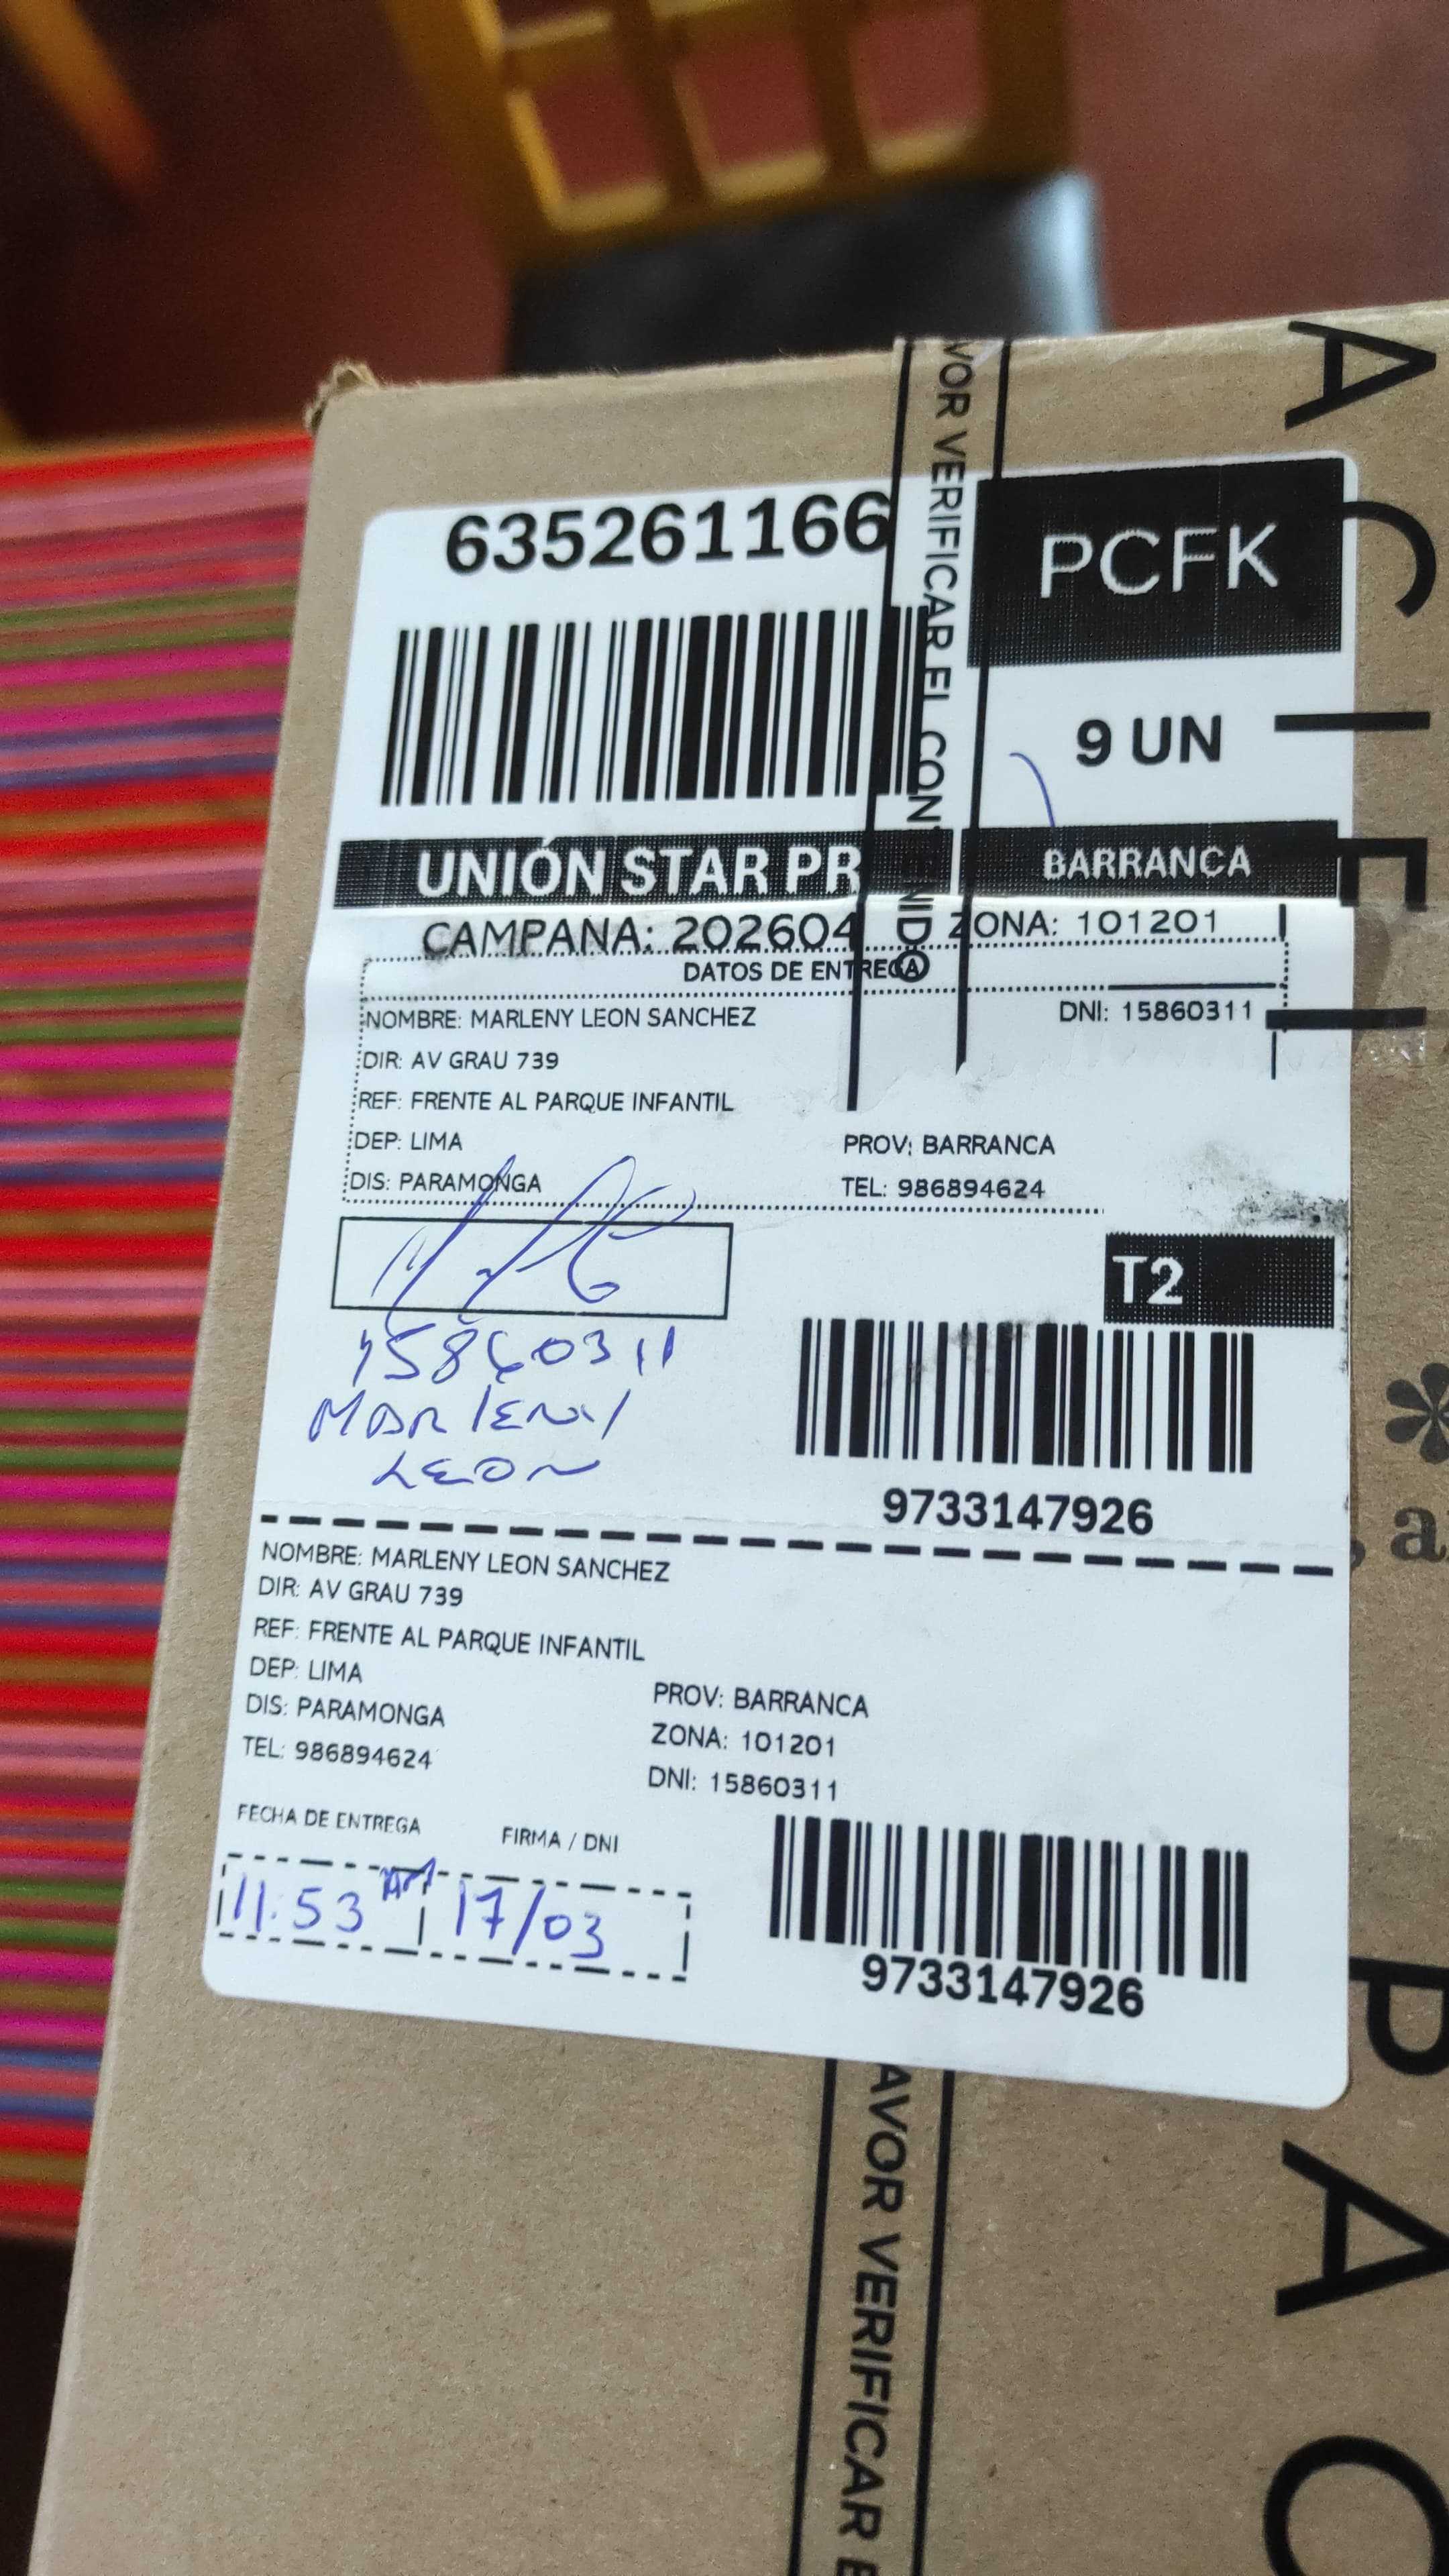 635261166
PCFK
9 UN
UNIÓN STAR PR
BARRANCA
CAMPANA: 202604
ZONA: 101201
DATOS DE ENTREGA
NOMBRE: MARLENY LEON SANCHEZ
DNI: 15860311
DIR: AV GRAU 739
REF: FRENTE AL PARQUE INFANTIL
DEP: LIMA
PROV: BARRANCA
DIS: PARAMONGA
TEL: 986894624
T2
15860311
MARLENY
LEON
9733147926
NOMBRE: MARLENY LEON SANCHEZ
DIR: AV GRAU 739
REF: FRENTE AL PARQUE INFANTIL
DEP: LIMA
PROV: BARRANCA
DIS: PARAMONGA
ZONA: 101201
TEL: 986894624
DNI: 15860311
FECHA DE ENTREGA
FIRMA / DNI
11:53 AM
17/03
9733147926
VOR VERIFICAR EL CONTENIDO
AVOR VERIFICAR E
A C I E L
, a
P A C